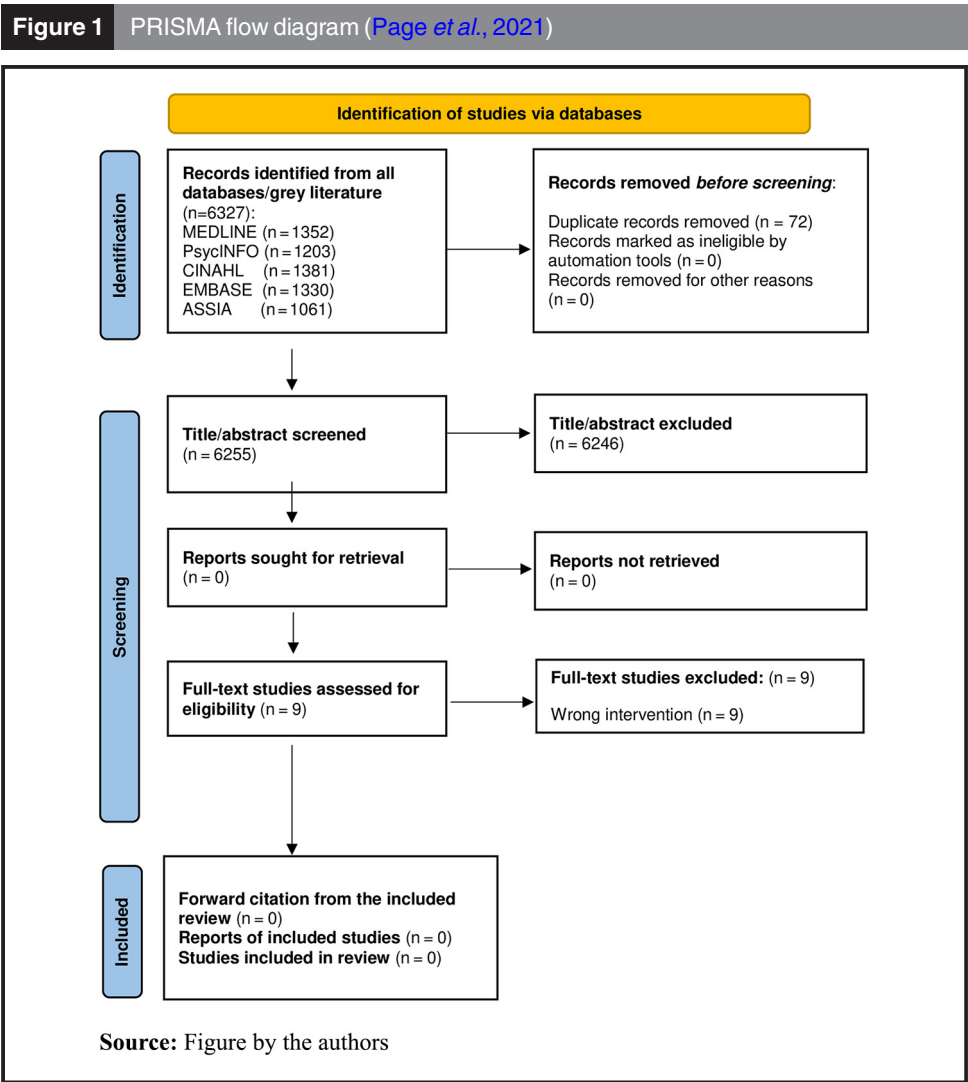 Figure 1 PRISMA flow diagram (Page et al., 2021)
Identification of studies via databases
Identification
Records identified from all
databases/grey literature
(n=6327):
MEDLINE (n = 1352)
PsycINFO (n = 1203)
CINAHL (n = 1381)
EMBASE (n = 1330)
ASSIA (n = 1061)
Records removed before screening:
Duplicate records removed (n = 72)
Records marked as ineligible by
automation tools (n = 0)
Records removed for other reasons
(n = 0)
Screening
Title/abstract screened
(n = 6255)
Title/abstract excluded
(n = 6246)
Reports sought for retrieval
(n = 0)
Reports not retrieved
(n = 0)
Full-text studies assessed for
eligibility (n = 9)
Full-text studies excluded: (n = 9)
Wrong intervention (n = 9)
Included
Forward citation from the included
review (n = 0)
Reports of included studies (n = 0)
Studies included in review (n = 0)
Source: Figure by the authors